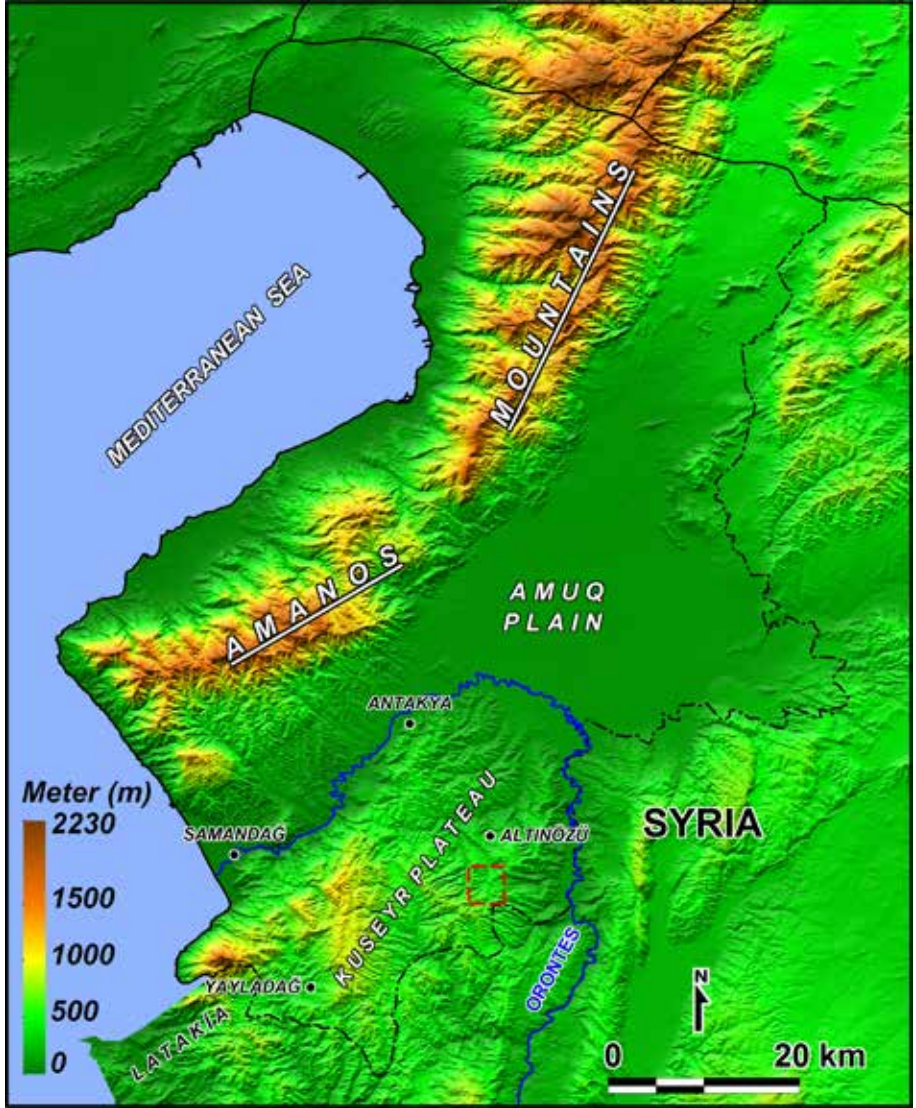 MOUNTAINS
MEDITERRANEAN SEA
AMANOS
AMUQ
PLAIN
ANTAKYA
Meter (m)
2230
1500
1000
500
0
SAMANDAĞ
ALTINÖZÜ
SYRIA
KUSEYR PLATEAU
ORONTES
YAYLADAĞ
LATAKİA
N
0 20 km